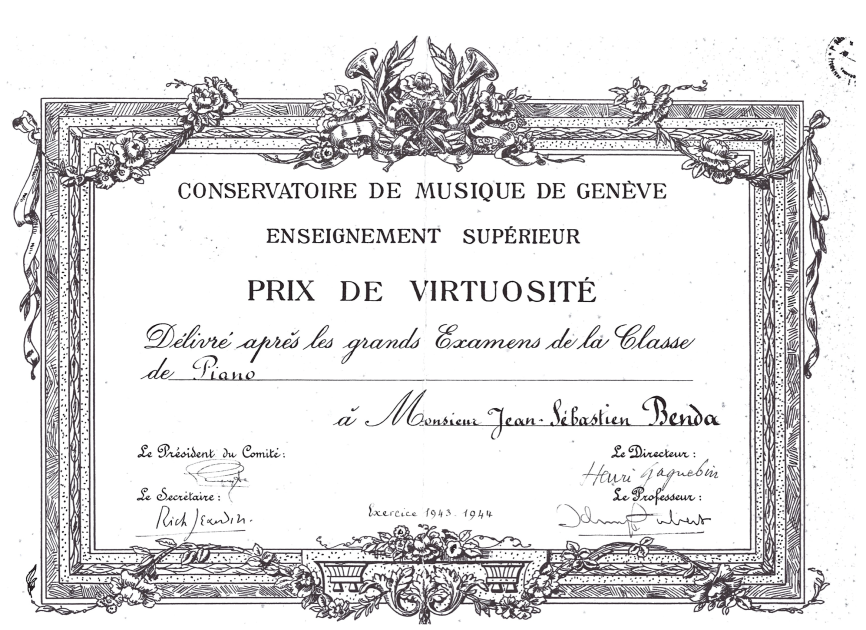 CONSERVATOIRE DE MUSIQUE DE GENÈVE
ENSEIGNEMENT SUPÉRIEUR
PRIX DE VIRTUOSITÉ
Délivré après les grands Examens de la Classe
de Piano
à Monsieur Jean-Sébastien Benda
Le Président du Comité:
Le Secrétaire:
Exercice 1943-1944
Le Directeur:
Henri Gagnebin
Le Professeur: